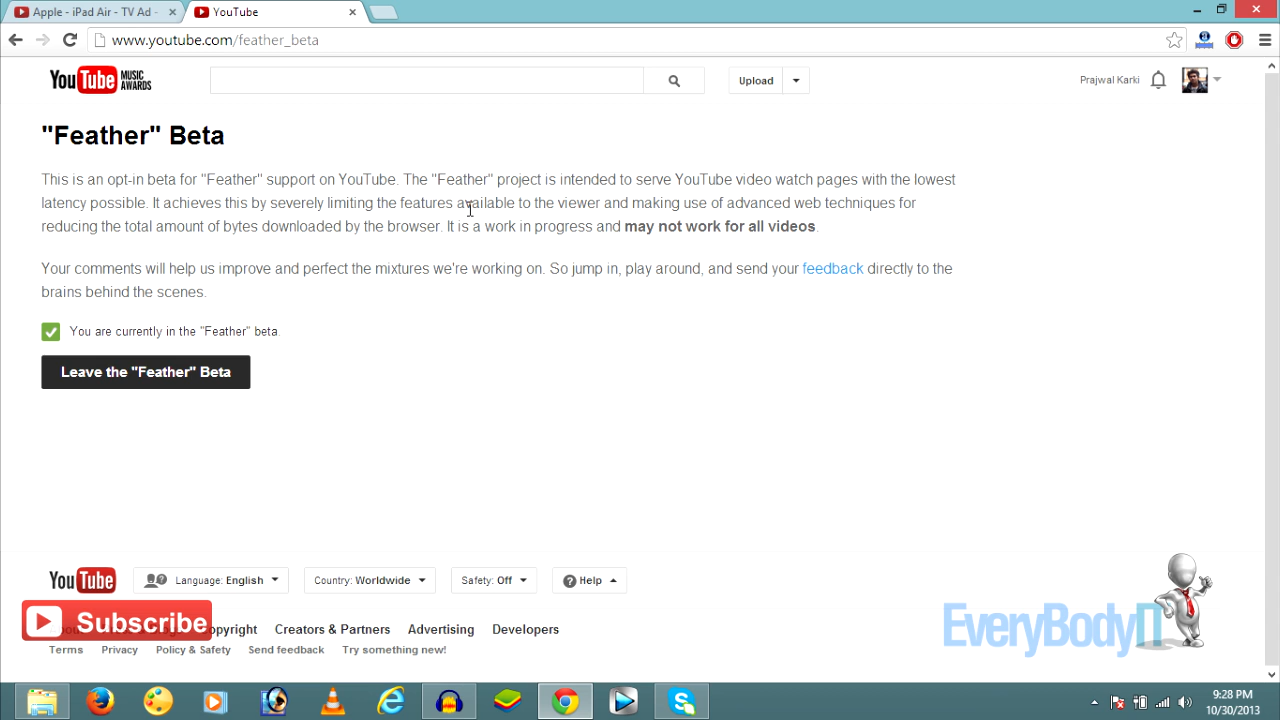 Apple - iPad Air - TV Ad -
YouTube
www.youtube.com/feather_beta
YouTube MUSIC AWARDS
Upload
Prajwal Karki
"Feather" Beta
This is an opt-in beta for "Feather" support on YouTube. The "Feather" project is intended to serve YouTube video watch pages with the lowest
latency possible. It achieves this by severely limiting the features available to the viewer and making use of advanced web techniques for
reducing the total amount of bytes downloaded by the browser. It is a work in progress and may not work for all videos.
Your comments will help us improve and perfect the mixtures we're working on. So jump in, play around, and send your feedback directly to the
brains behind the scenes.
You are currently in the "Feather" beta.
Leave the "Feather" Beta
YouTube
Language: English
Country: Worldwide
Safety: Off
Help
Subscribe
Copyright Creators & Partners Advertising Developers
EveryBodyN
Terms Privacy Policy & Safety Send feedback Try something new!
9:28 PM
10/30/2013